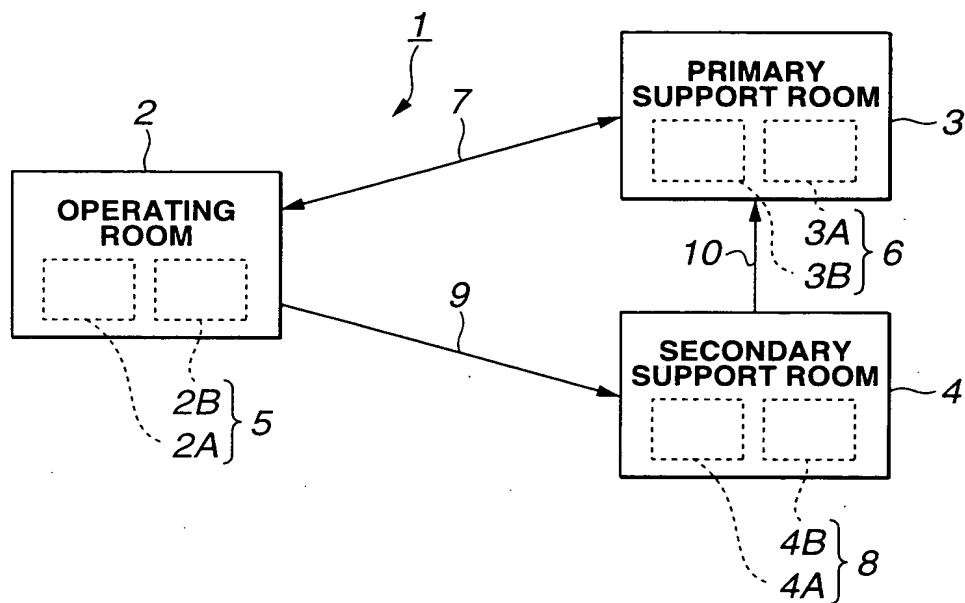 1
2
7
PRIMARY
SUPPORT ROOM
3
OPERATING
ROOM
3A
3B
6
10
9
2B
2A
5
SECONDARY
SUPPORT ROOM
4
4B
4A
8